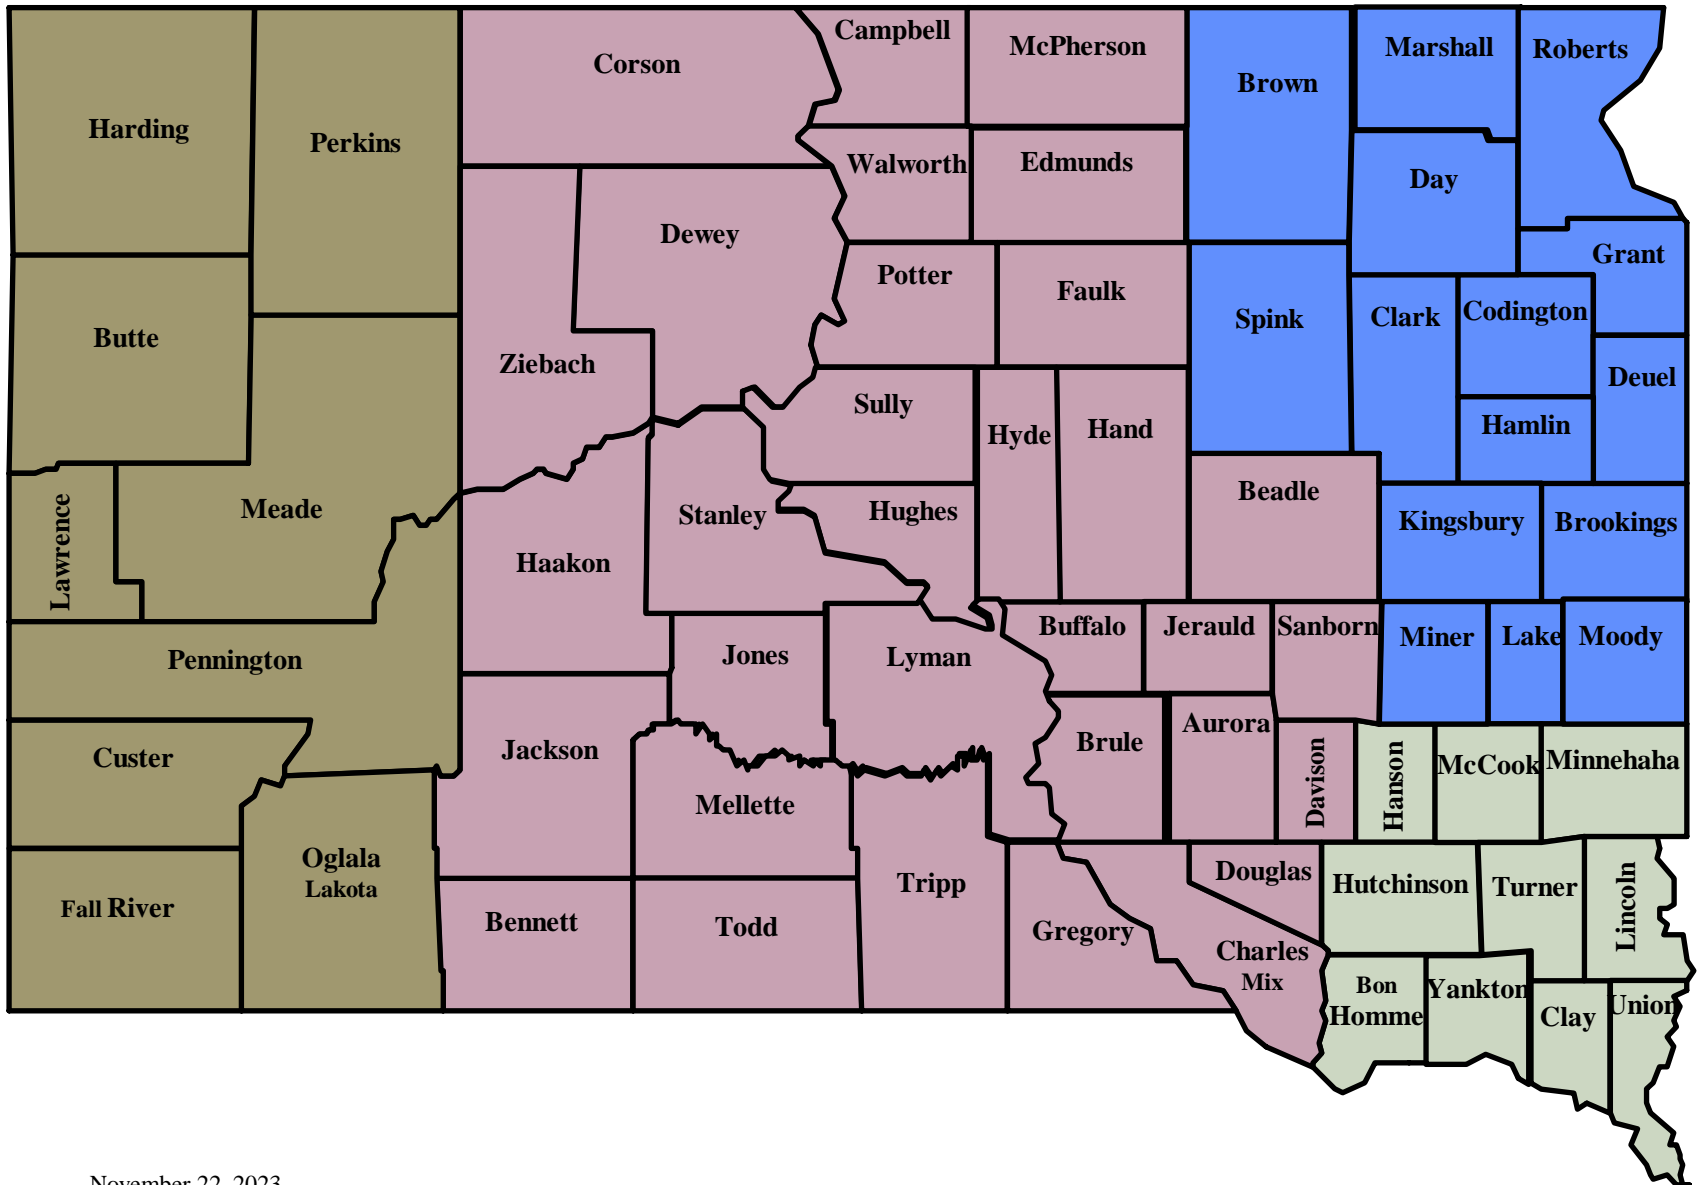 Campbell
McPherson
Marshall
Roberts
Corson
Brown
Harding
Perkins
Walworth
Edmunds
Day
Dewey
Grant
Potter
Faulk
Spink
Clark
Codington
Butte
Ziebach
Deuel
Sully
Hyde
Hand
Hamlin
Beadle
Lawrence
Meade
Stanley
Hughes
Kingsbury
Brookings
Haakon
Pennington
Jones
Lyman
Buffalo
Jerauld
Sanborn
Miner
Lake
Moody
Custer
Jackson
Brule
Aurora
Davison
Hanson
McCook
Minnehaha
Mellette
Oglala
Lakota
Fall River
Bennett
Todd
Tripp
Gregory
Douglas
Charles
Mix
Hutchinson
Turner
Lincoln
Bon
Homme
Yankton
Clay
Union
November 22, 2023